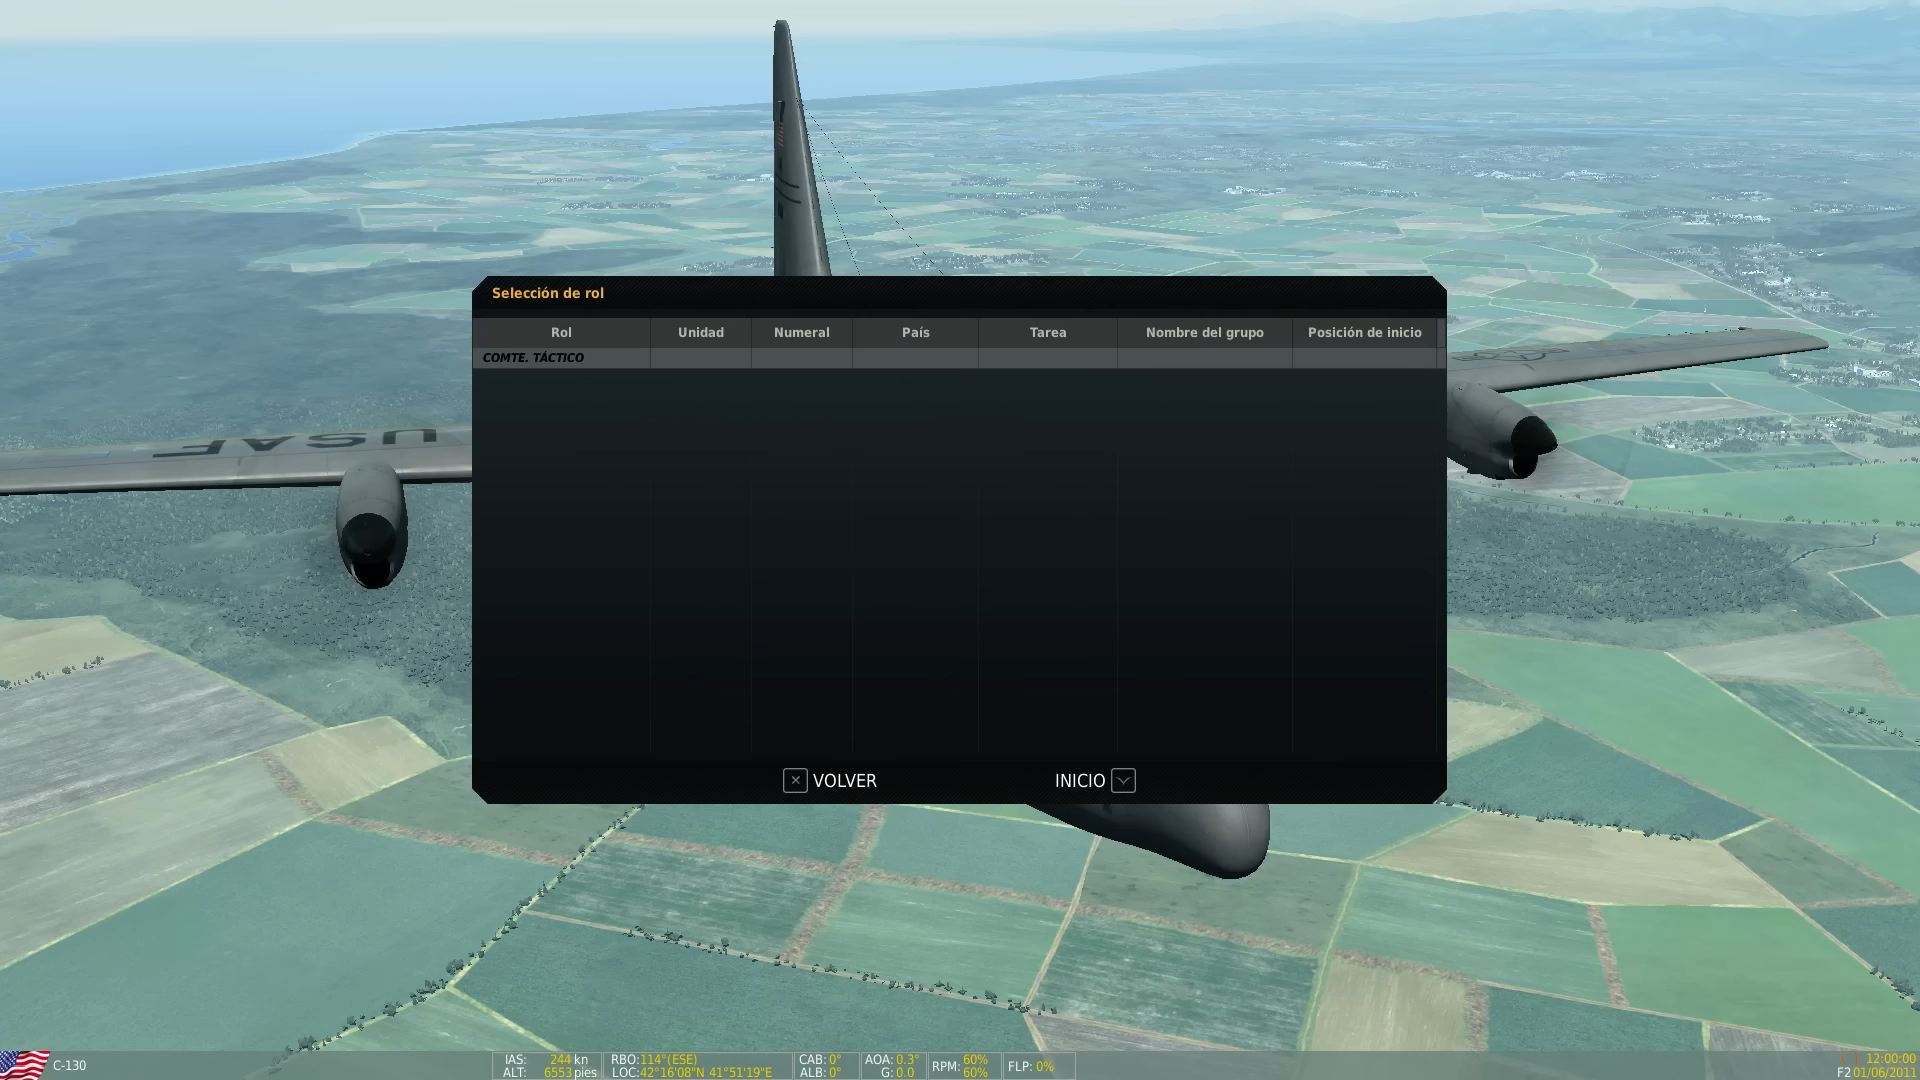 USAF
Selección de rol
Rol Unidad Numeral País Tarea Nombre del grupo Posición de inicio
COMTE. TÁCTICO
VOLVER INICIO
C-130
IAS: 244 kn RBO:114°(ESE) CAB: 0° AOA: 0.3° RPM: 60% FLP: 0% 12:00:00
ALT: 6553 pies LOC:42°16'08"N 41°51'19"E ALB: 0° G: 0.0 60% F2 01/06/2011